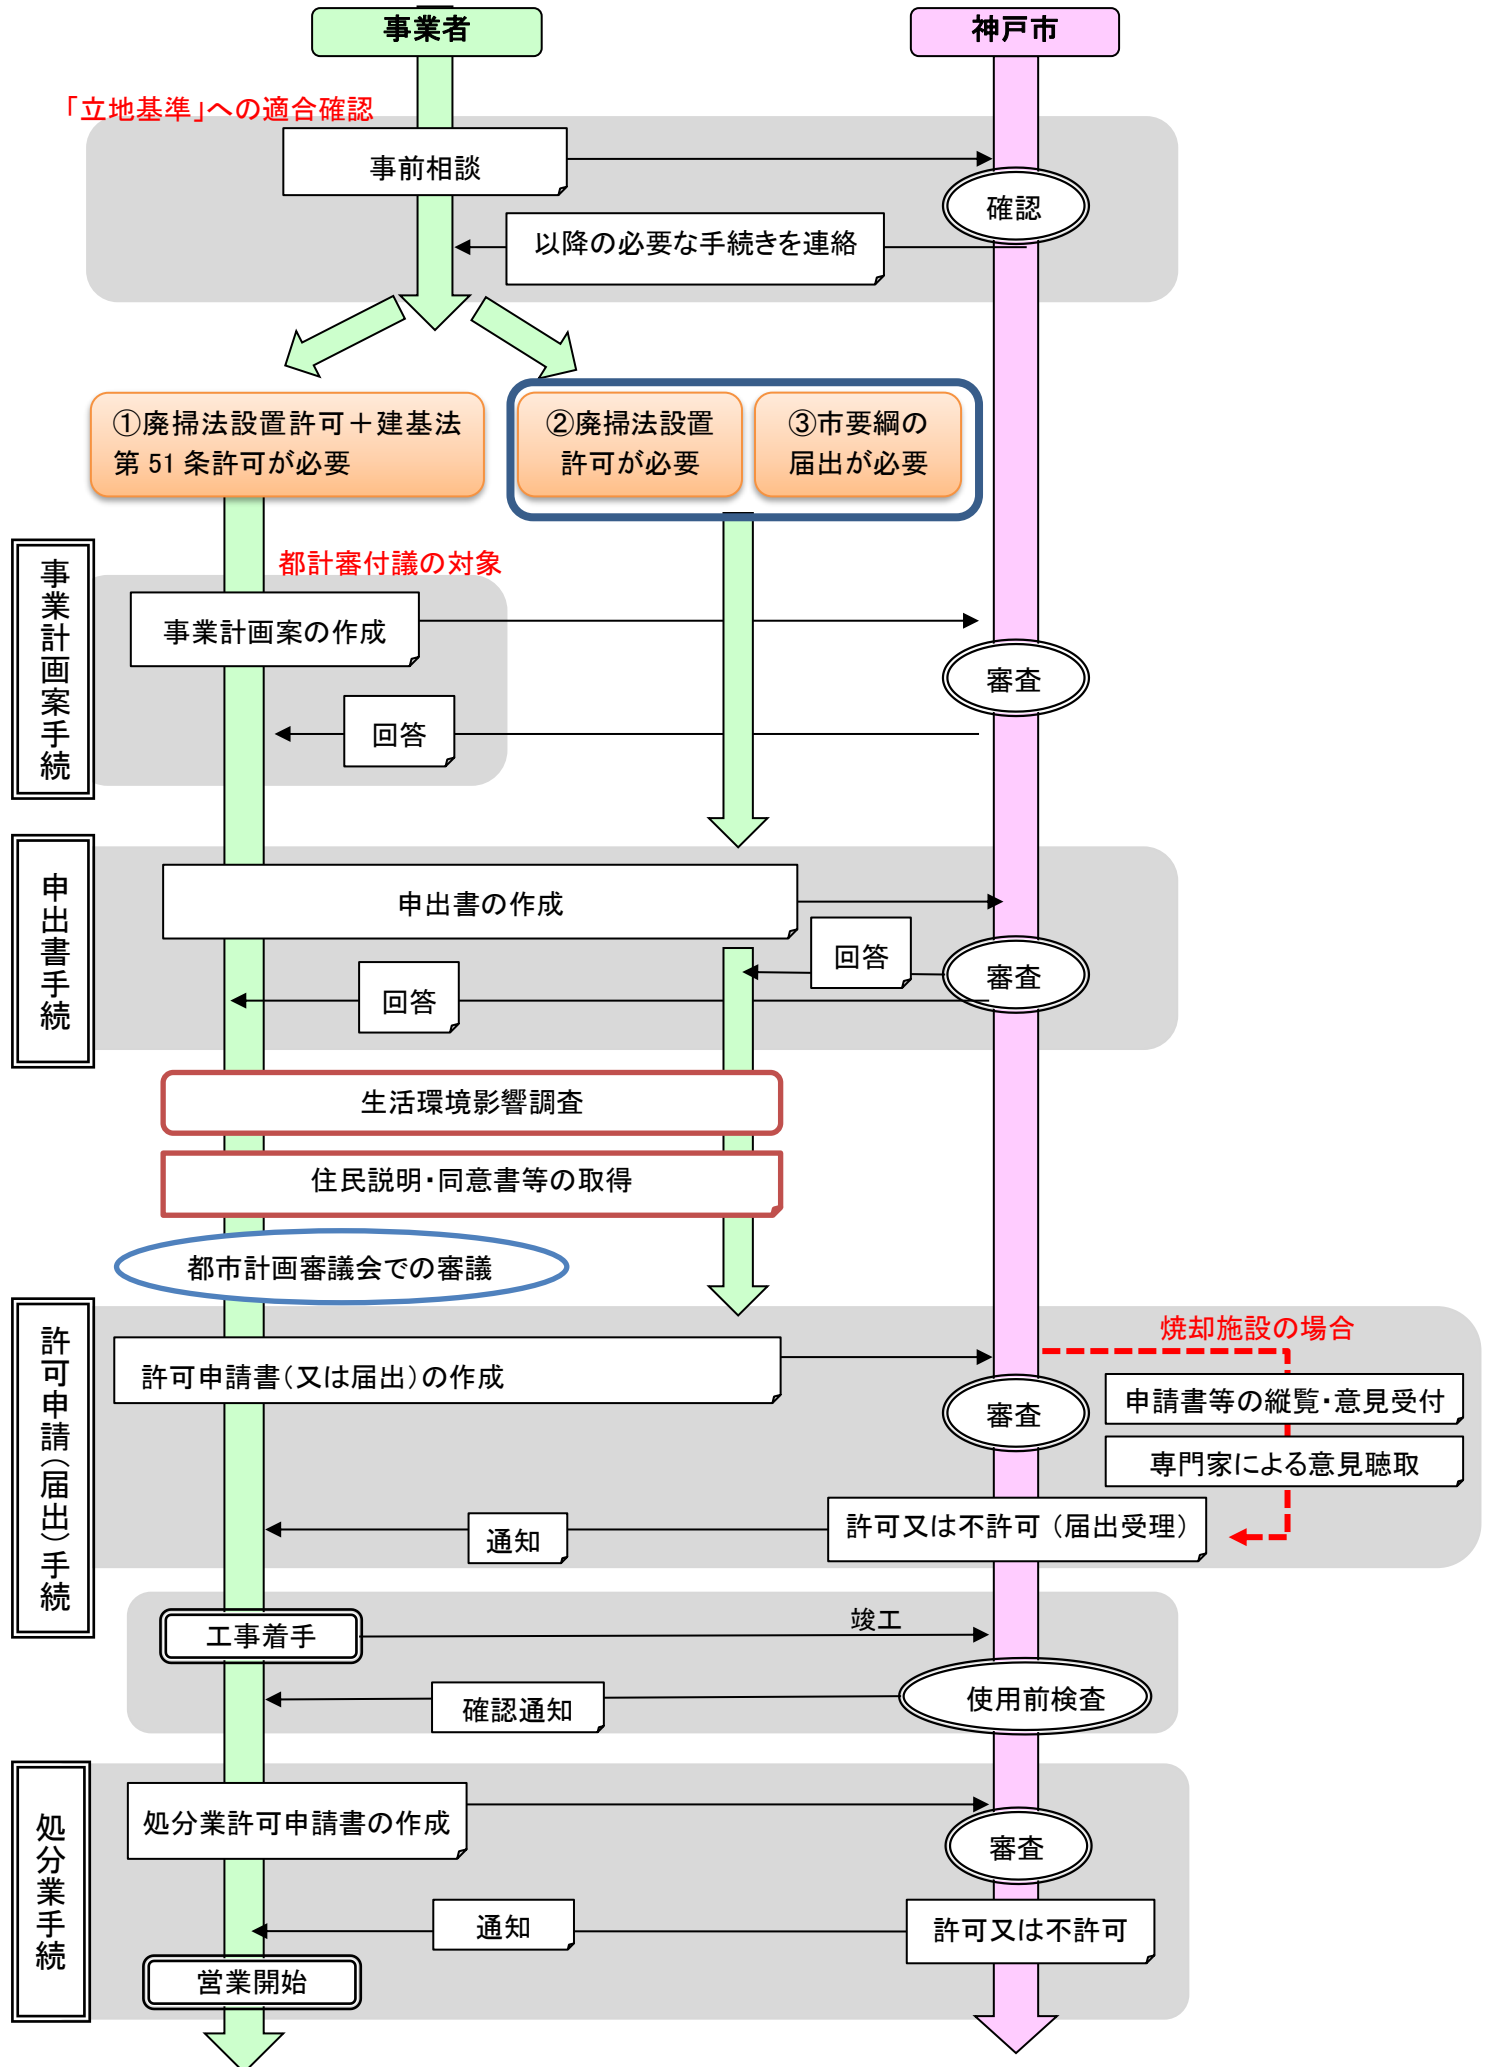 事業者
神戸市
「立地基準」への適合確認
事前相談
確認
以降の必要な手続きを連絡
①廃掃法設置許可＋建基法
第 51 条許可が必要
②廃掃法設置
許可が必要
③市要綱の
届出が必要
事業計画案手続
都計審付議の対象
事業計画案の作成
審査
回答
申出書手続
申出書の作成
回答
審査
回答
生活環境影響調査
住民説明・同意書等の取得
都市計画審議会での審議
許可申請（届出）手続
焼却施設の場合
許可申請書（又は届出）の作成
審査
申請書等の縦覧・意見受付
専門家による意見聴取
許可又は不許可（届出受理）
通知
工事着手
竣工
使用前検査
確認通知
処分業手続
処分業許可申請書の作成
審査
通知
許可又は不許可
営業開始